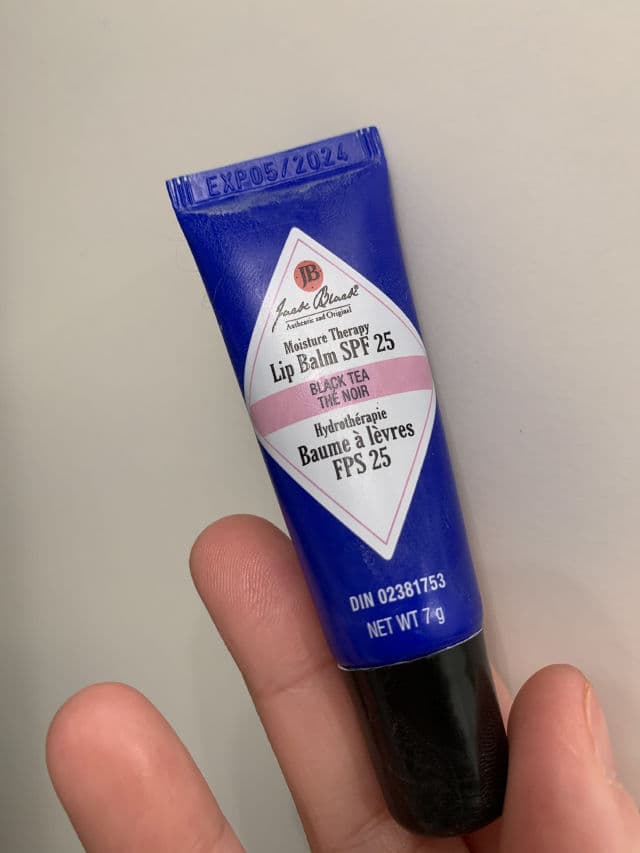 EXP05/2024
JB
Jack Black®
Authentic and Original
Moisture Therapy
Lip Balm SPF 25
BLACK TEA
THÉ NOIR
Hydrothérapie
Baume à lèvres
FPS 25
DIN 02381753
NET WT 7 g